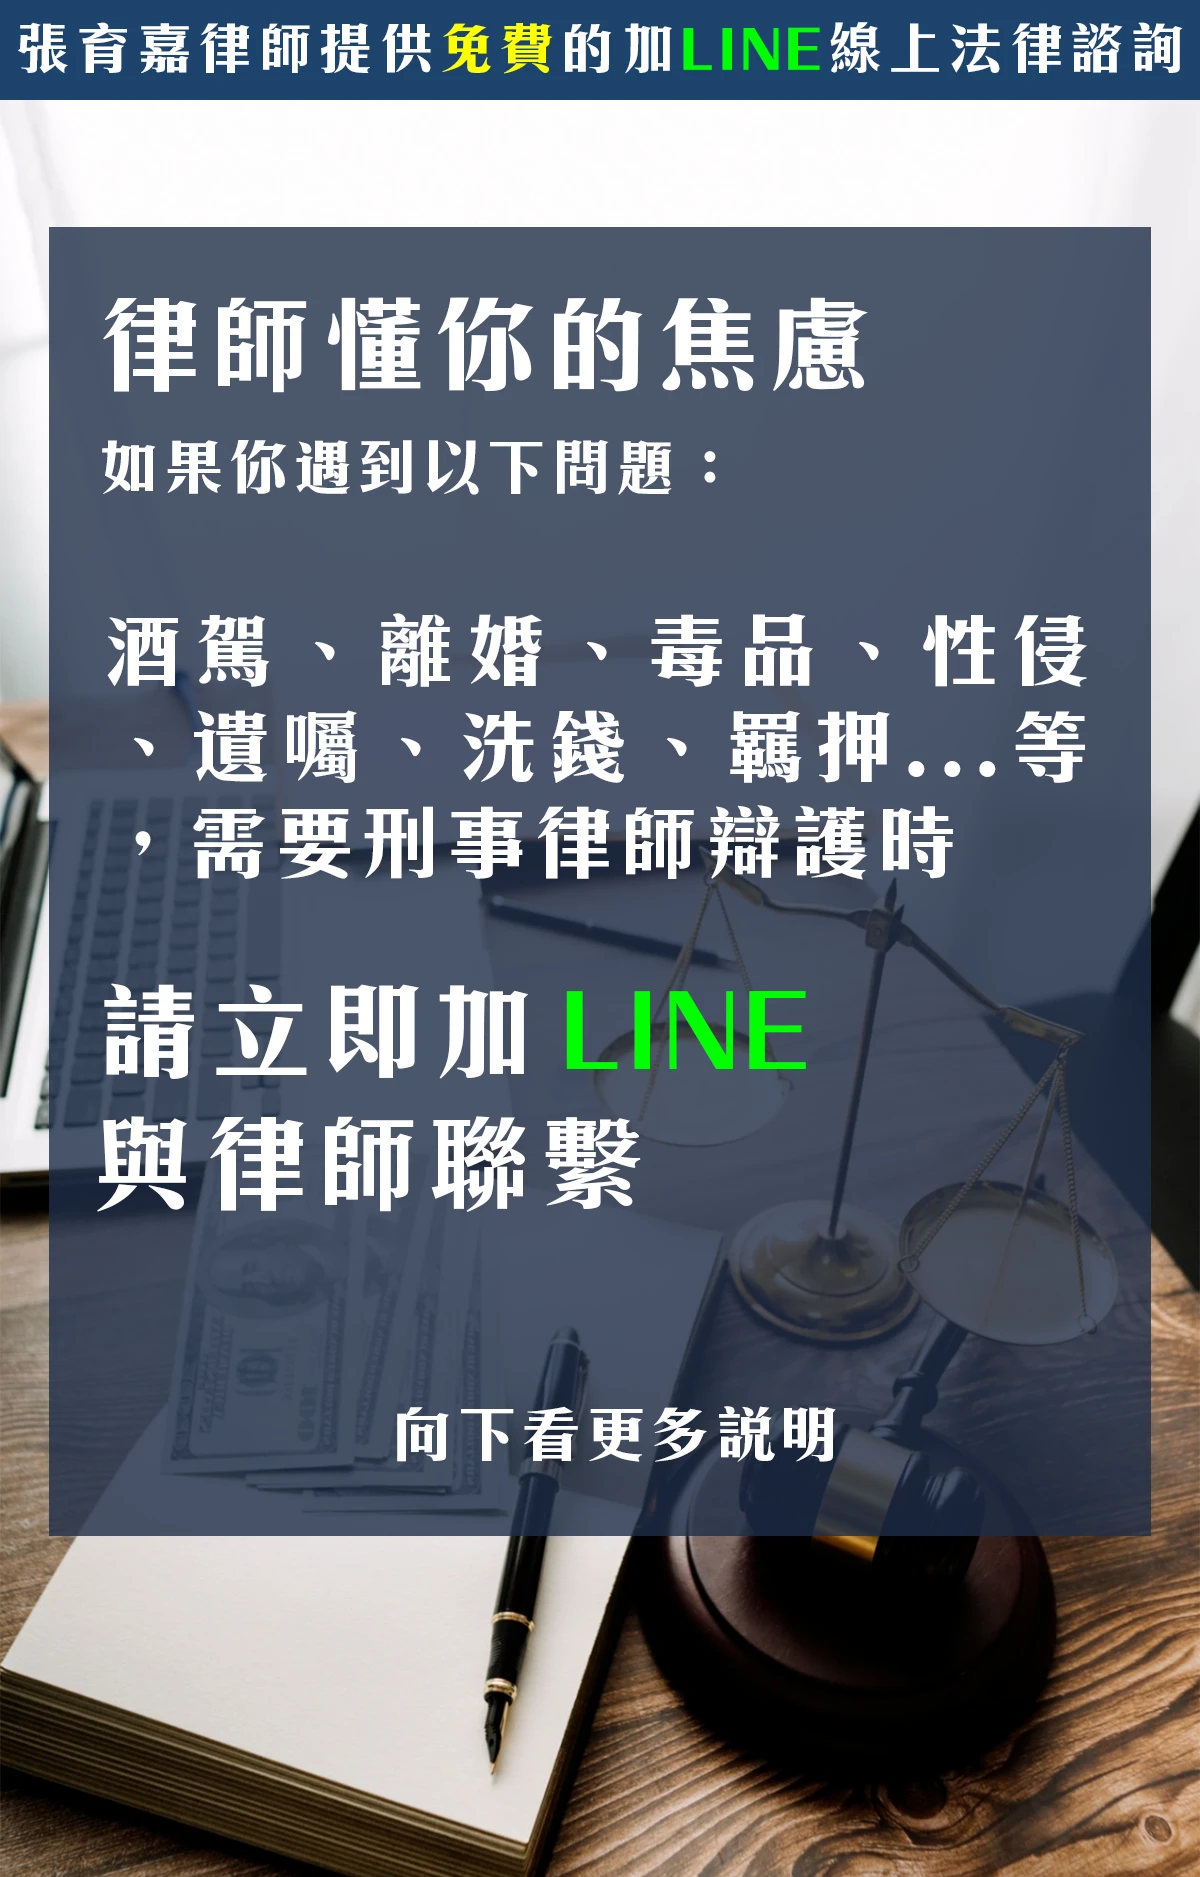 張育嘉律師提供免費的加LINE線上法律諮詢
律師懂你的焦慮
如果你遇到以下問題：
酒駕、離婚、毒品、性侵
、遺囑、洗錢、羈押...等
，需要刑事律師辯護時
請立即加LINE
與律師聯繫
向下看更多說明